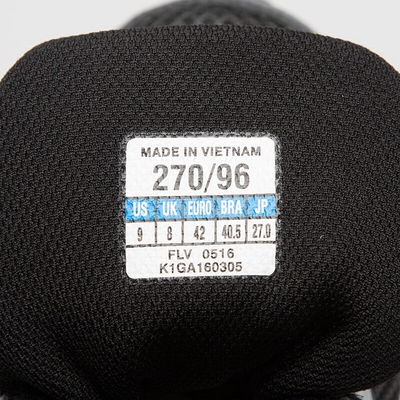 MADE IN VIETNAM
270/96
US UK EURO BRA JP
9 8 42 40.5 27.0
FLV 0516
K1GA160305